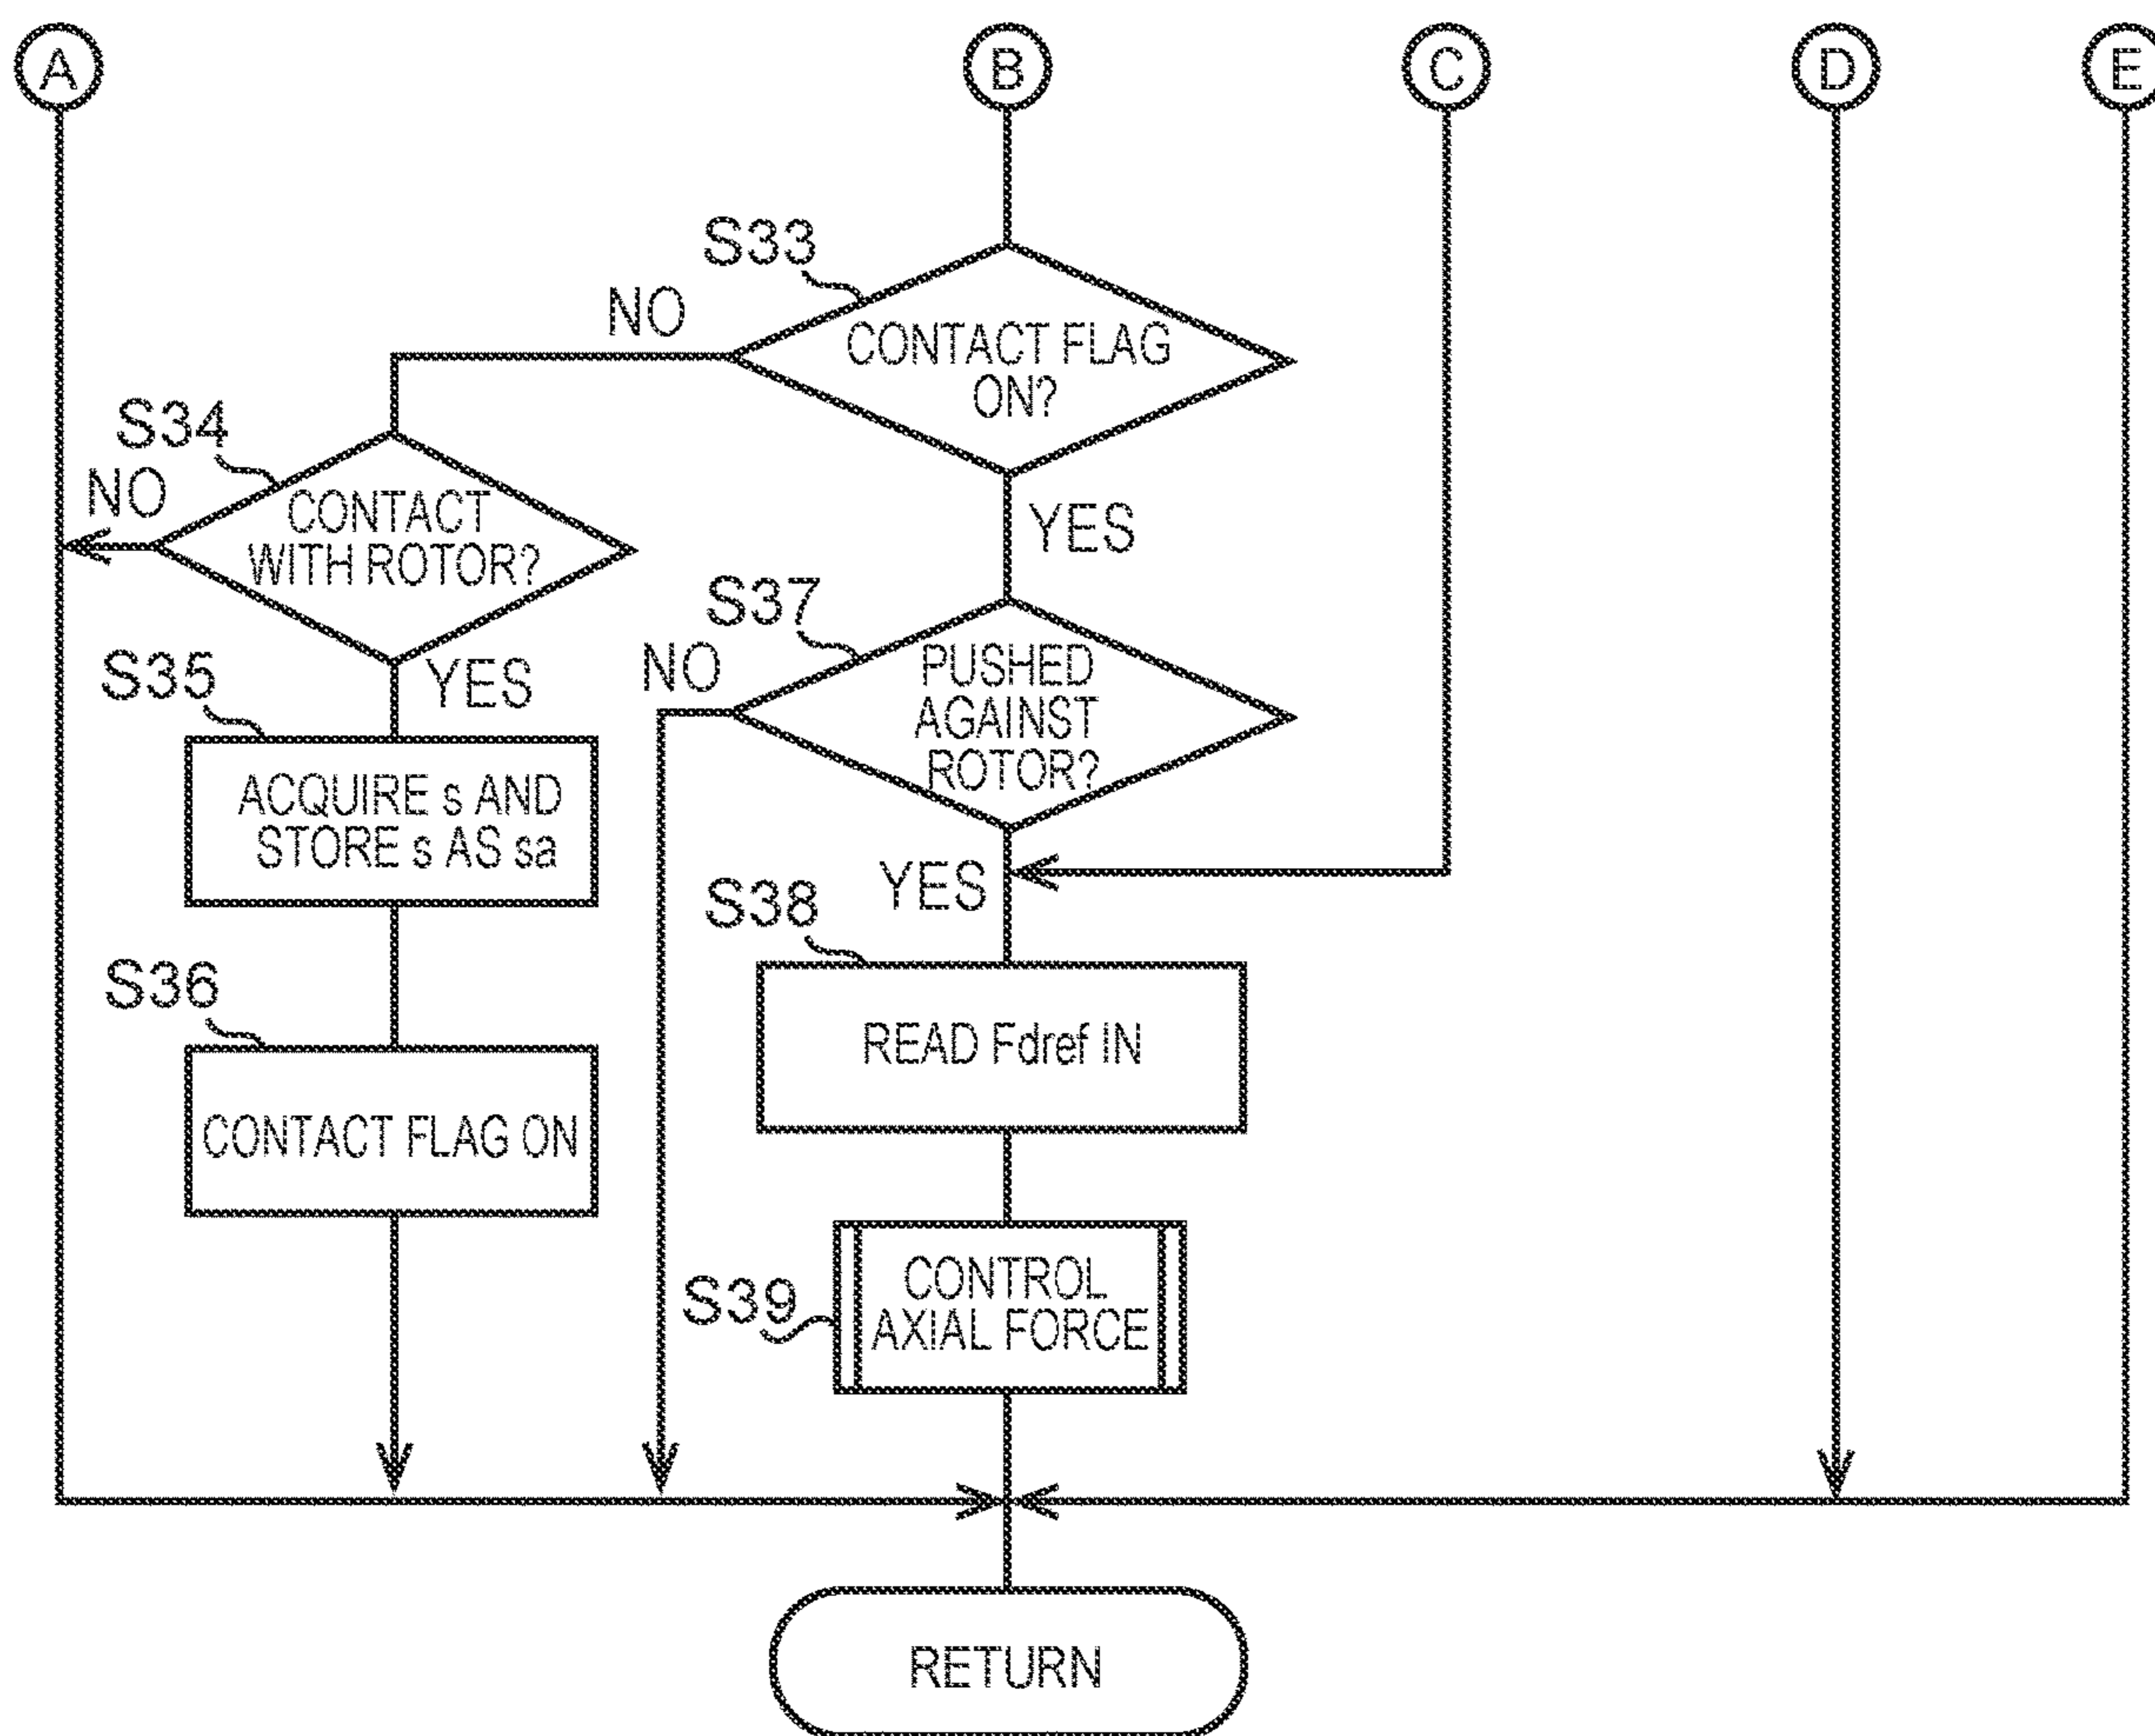 A
B
C
D
E
S33
NO
CONTACT FLAG
ON?
S34
NO
CONTACT
WITH ROTOR?
YES
YES
S37
NO
PUSHED
AGAINST
ROTOR?
S35
ACQUIRE s AND
STORE s AS sa
YES
S38
READ Fdref IN
S36
CONTACT FLAG ON
S39
CONTROL
AXIAL FORCE
RETURN